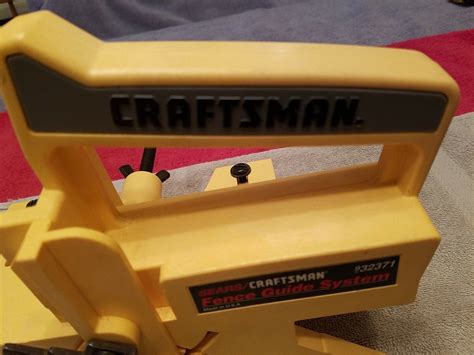 CRAFTSMAN.
932371
SEARS/CRAFTSMAN
Fence Guide System